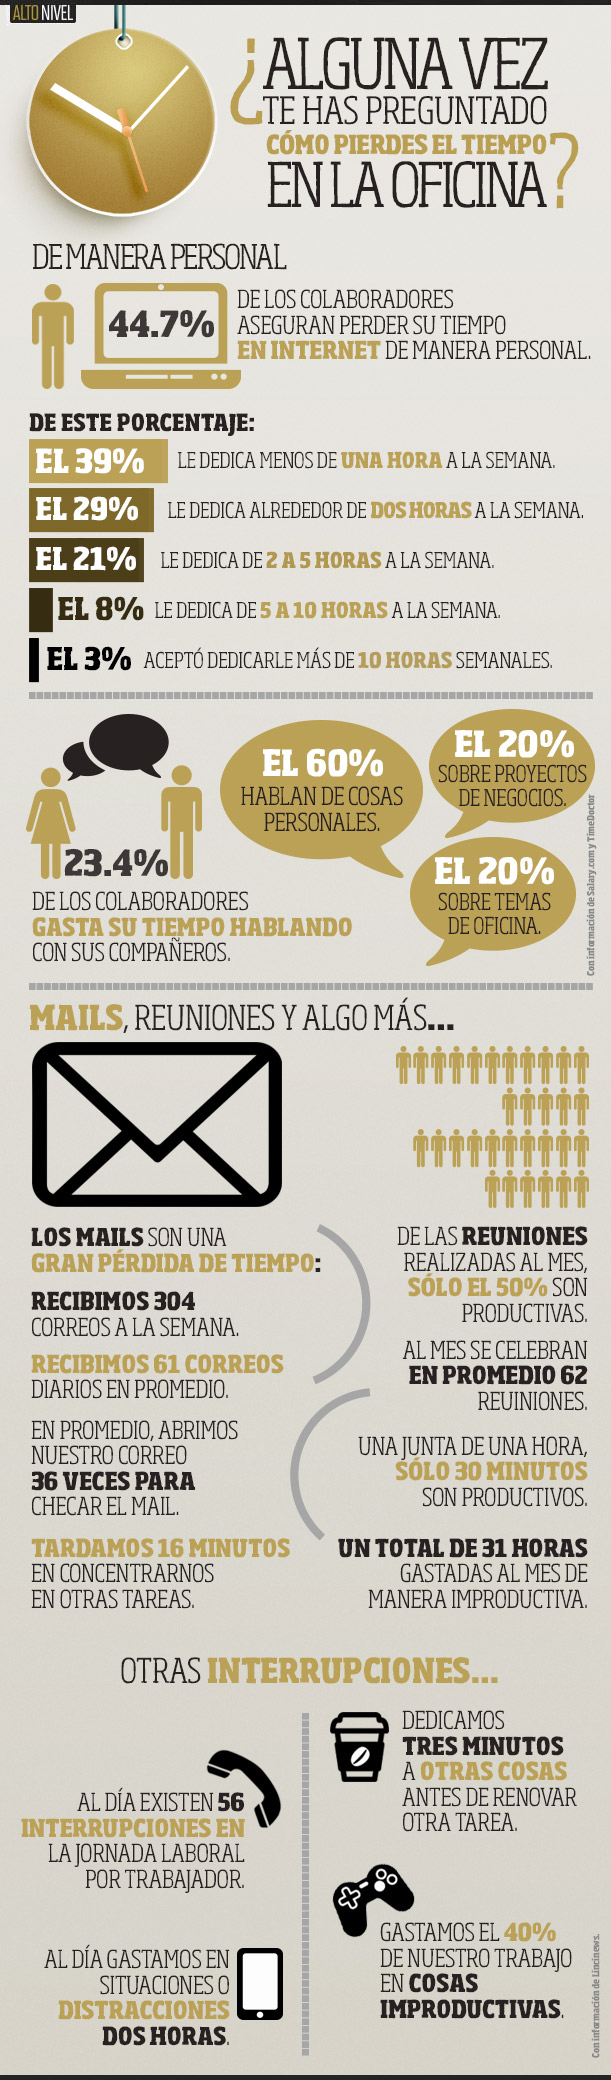 ALTO NIVEL
¿ALGUNA VEZ
TE HAS PREGUNTADO
CÓMO PIERDES EL TIEMPO
EN LA OFICINA?
DE MANERA PERSONAL
44.7%
DE LOS COLABORADORES
ASEGURAN PERDER SU TIEMPO
EN INTERNET DE MANERA PERSONAL.
DE ESTE PORCENTAJE:
EL 39% LE DEDICA MENOS DE UNA HORA A LA SEMANA.
EL 29% LE DEDICA ALREDEDOR DE DOS HORAS A LA SEMANA.
EL 21% LE DEDICA DE 2 A 5 HORAS A LA SEMANA.
EL 8% LE DEDICA DE 5 A 10 HORAS A LA SEMANA.
EL 3% ACEPTÓ DEDICARLE MÁS DE 10 HORAS SEMANALES.
23.4%
DE LOS COLABORADORES
GASTA SU TIEMPO HABLANDO
CON SUS COMPAÑEROS.
EL 60%
HABLAN DE COSAS
PERSONALES.
EL 20%
SOBRE PROYECTOS
DE NEGOCIOS.
EL 20%
SOBRE TEMAS
DE OFICINA.
Con información de Salary.com y TimeDoctor
MAILS, REUNIONES Y ALGO MÁS...
LOS MAILS SON UNA
GRAN PÉRDIDA DE TIEMPO:
RECIBIMOS 304
CORREOS A LA SEMANA.
RECIBIMOS 61 CORREOS
DIARIOS EN PROMEDIO.
EN PROMEDIO, ABRIMOS
NUESTRO CORREO
36 VECES PARA
CHECAR EL MAIL.
TARDAMOS 16 MINUTOS
EN CONCENTRARNOS
EN OTRAS TAREAS.
DE LAS REUNIONES
REALIZADAS AL MES,
SÓLO EL 50% SON
PRODUCTIVAS.
AL MES SE CELEBRAN
EN PROMEDIO 62
REUINIONES.
UNA JUNTA DE UNA HORA,
SÓLO 30 MINUTOS
SON PRODUCTIVOS.
UN TOTAL DE 31 HORAS
GASTADAS AL MES DE
MANERA IMPRODUCTIVA.
OTRAS INTERRUPCIONES...
AL DÍA EXISTEN 56
INTERRUPCIONES EN
LA JORNADA LABORAL
POR TRABAJADOR.
AL DÍA GASTAMOS EN
SITUACIONES O
DISTRACCIONES
DOS HORAS.
DEDICAMOS
TRES MINUTOS
A OTRAS COSAS
ANTES DE RENOVAR
OTRA TAREA.
GASTAMOS EL 40%
DE NUESTRO TRABAJO
EN COSAS
IMPRODUCTIVAS.
Con información de Lincinews.